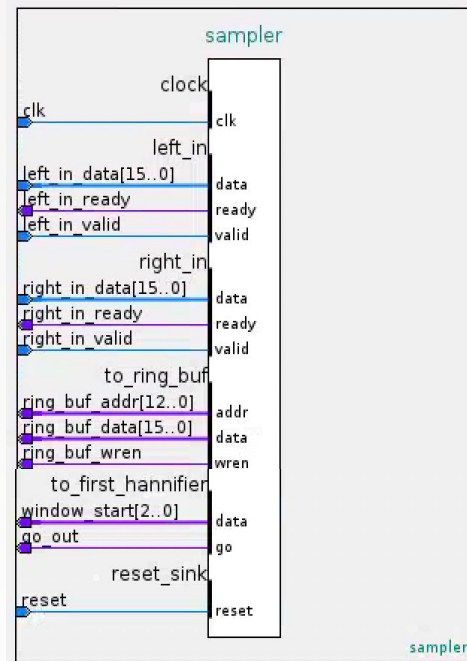 sampler
clock
clk
clk
left_in
left_in_data[15..0]
data
left_in_ready
ready
left_in_valid
valid
right_in
right_in_data[15..0]
data
right_in_ready
ready
right_in_valid
valid
to_ring_buf
ring_buf_addr[12..0]
addr
ring_buf_data[15..0]
data
ring_buf_wren
wren
to_first_hannifier
window_start[2..0]
data
go_out
go
reset_sink
reset
reset
sampler